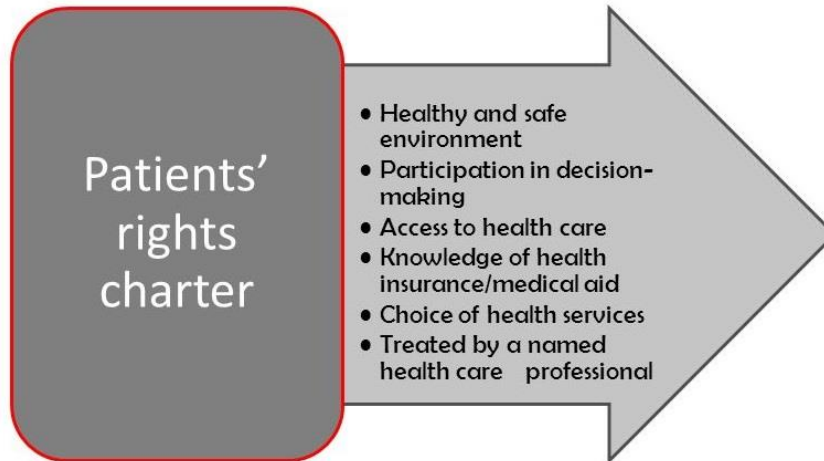 Patients’
rights
charter
• Healthy and safe
environment
• Participation in decision-
making
• Access to health care
• Knowledge of health
insurance/medical aid
• Choice of health services
• Treated by a named
health care professional